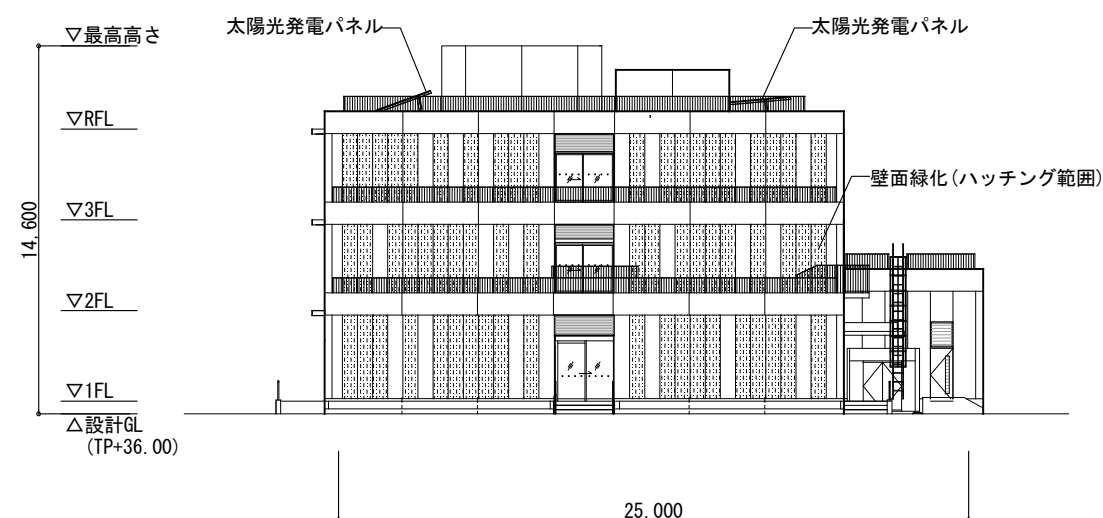 ▽最高高さ
太陽光発電パネル
太陽光発電パネル
▽RFL
壁面緑化(ハッチング範囲)
▽3FL
14,600
▽2FL
▽1FL
△設計GL
(TP+36.00)
25.000